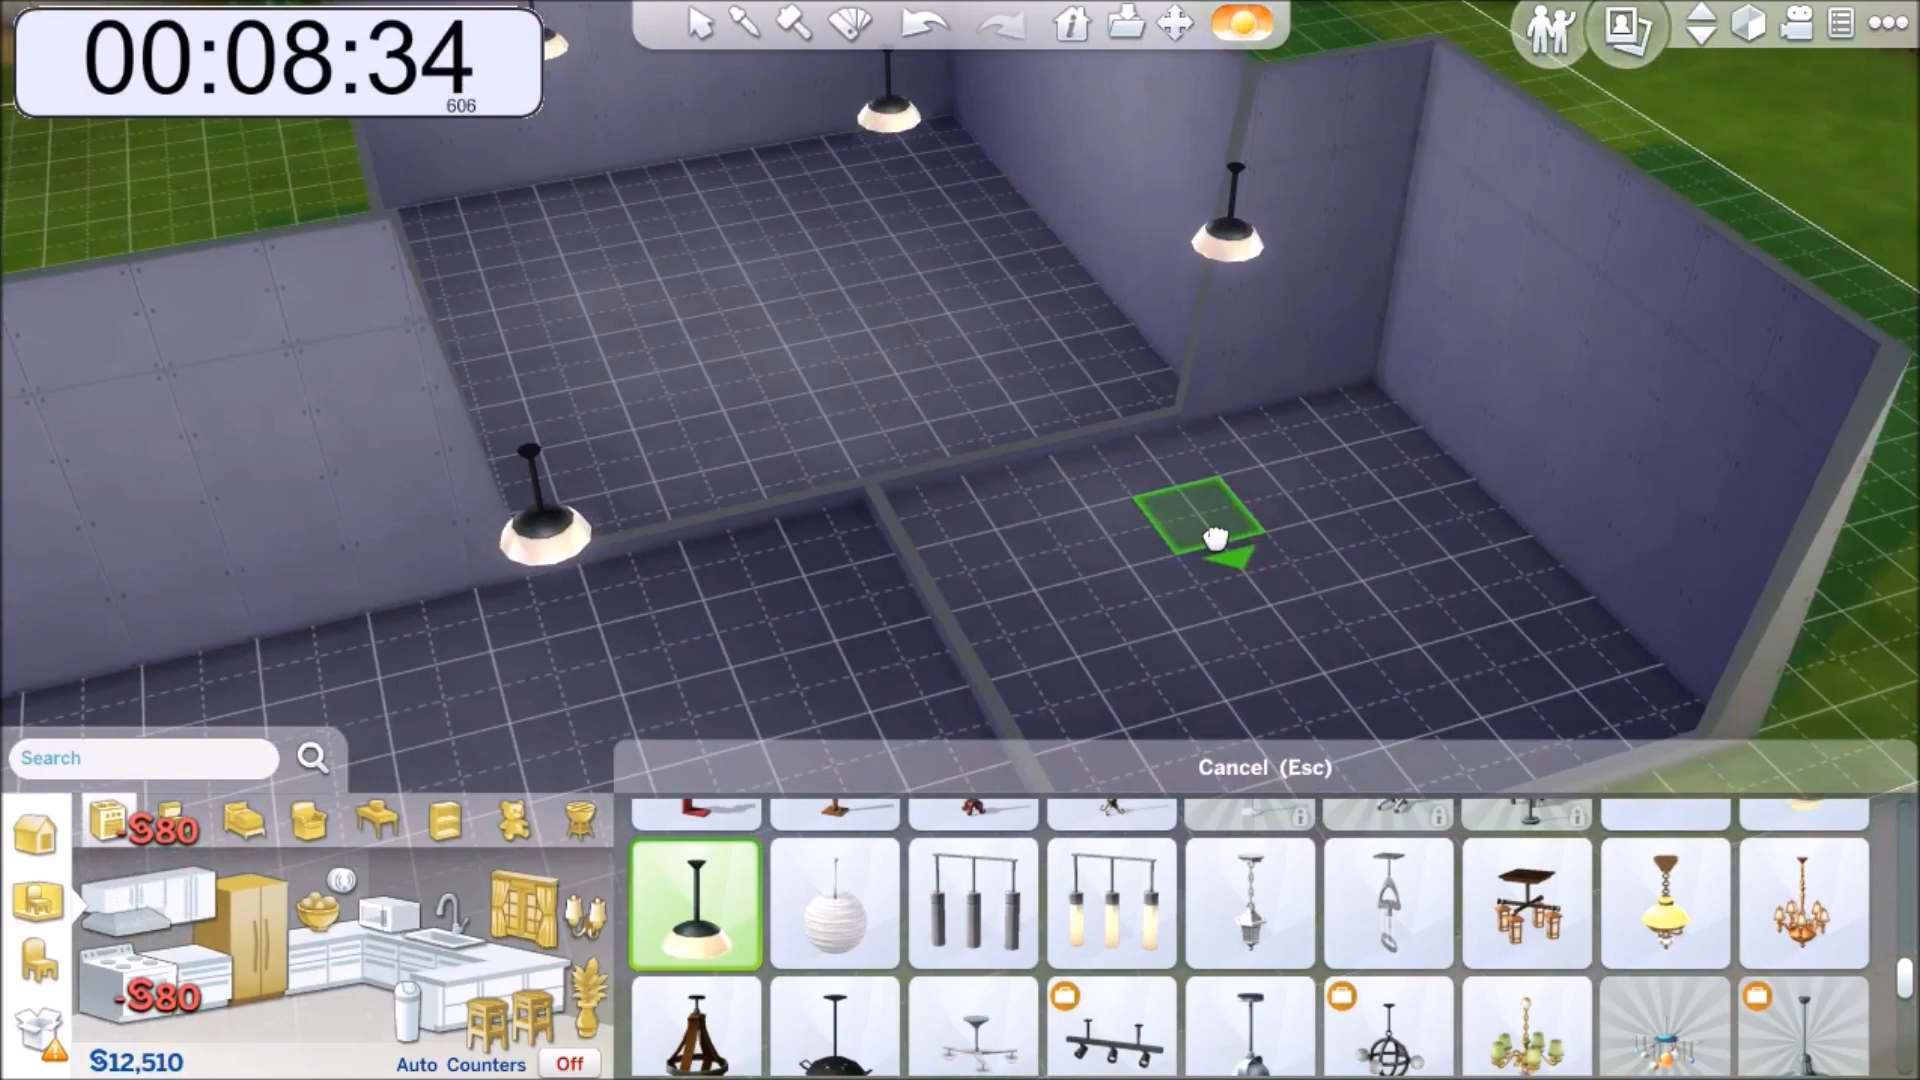 00:08:34
606
Search
Cancel (Esc)
-§80
-§80
§12,510
Auto Counters
Off